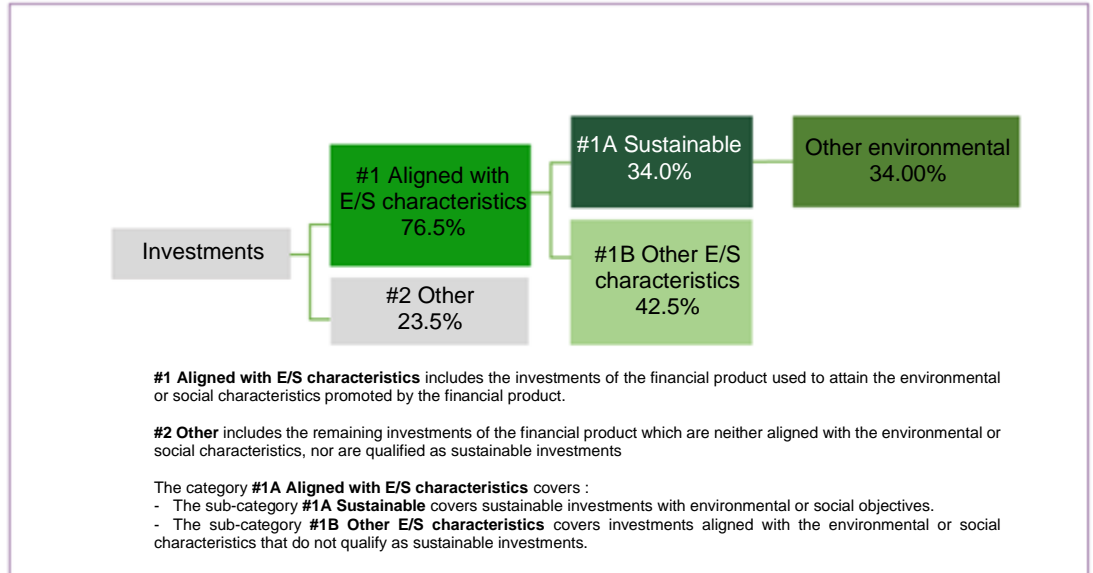 Investments
#1 Aligned with
E/S characteristics
76.5%
#2 Other
23.5%
#1A Sustainable
34.0%
#1B Other E/S
characteristics
42.5%
Other environmental
34.00%
#1 Aligned with E/S characteristics includes the investments of the financial product used to attain the environmental
or social characteristics promoted by the financial product.
#2 Other includes the remaining investments of the financial product which are neither aligned with the environmental or
social characteristics, nor are qualified as sustainable investments
The category #1A Aligned with E/S characteristics covers :
- The sub-category #1A Sustainable covers sustainable investments with environmental or social objectives.
- The sub-category #1B Other E/S characteristics covers investments aligned with the environmental or social
characteristics that do not qualify as sustainable investments.